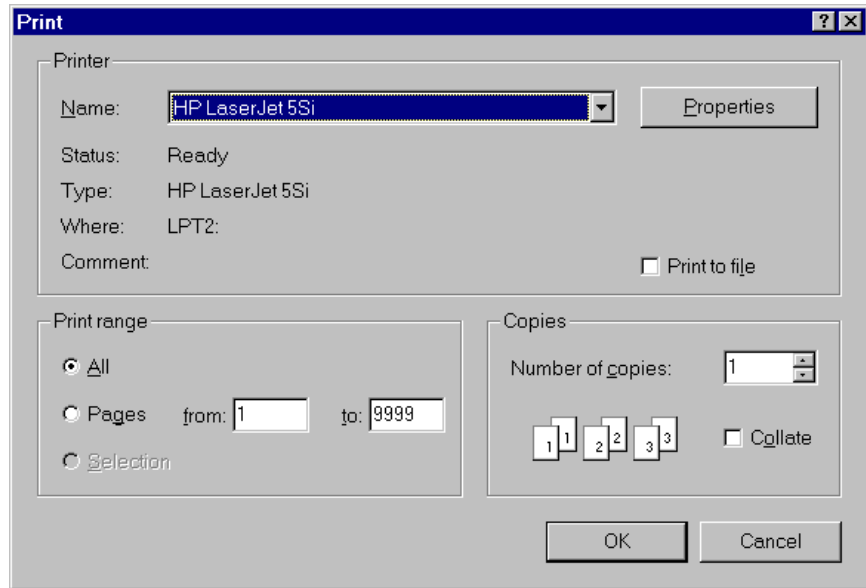 Print
Printer
Name: HP LaserJet 5Si Properties
Status: Ready
Type: HP LaserJet 5Si
Where: LPT2:
Comment:
Print to file
Print range
All
Pages from: 1 to: 9999
Selection
Copies
Number of copies: 1
1 1 2 2 3 3 Collate
OK Cancel